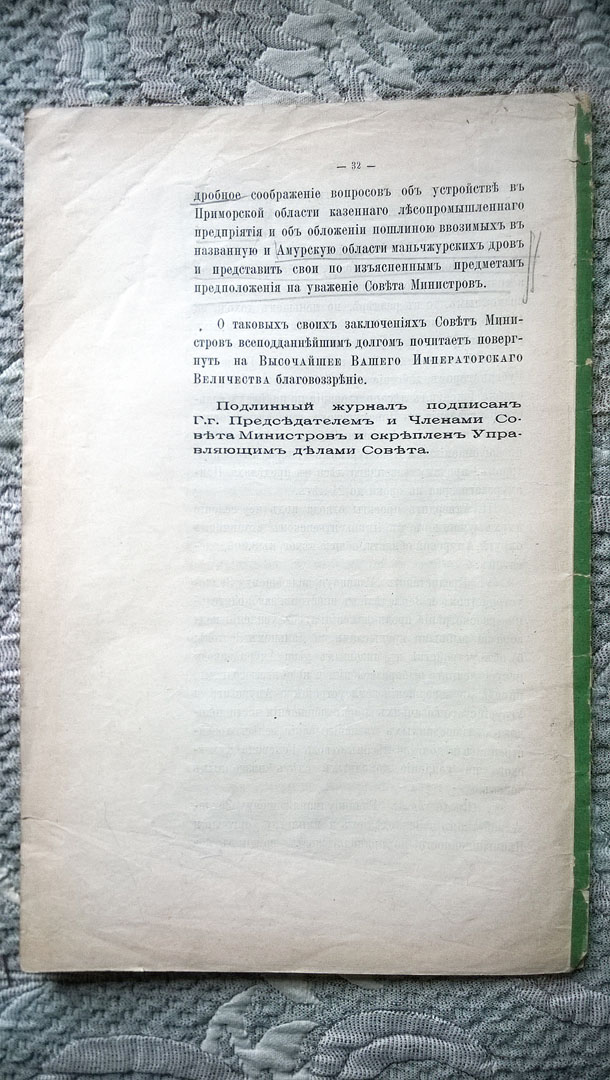 — 32 —
дробное соображеніе вопросовъ объ устройствѣ въ
Приморской области казеннаго лѣсопромышленнаго
предпріятія и объ обложеніи пошлиною ввозимыхъ въ
названную и Амурскую области маньчжурскихъ дровъ
и представить свои по изъясненнымъ предметамъ
предположенія на уваженіе Совѣта Министровъ.
О таковыхъ своихъ заключеніяхъ Совѣтъ Мини-
стровъ всеподданнѣйшимъ долгомъ почитаетъ поверг-
нуть на Высочайшее Вашего Императорскаго
Величества благовоззрѣніе.
Подлинный журналъ подписанъ
Г.г. Предсѣдателемъ и Членами Со-
вѣта Министровъ и скрѣпленъ Упра-
вляющимъ дѣлами Совѣта.